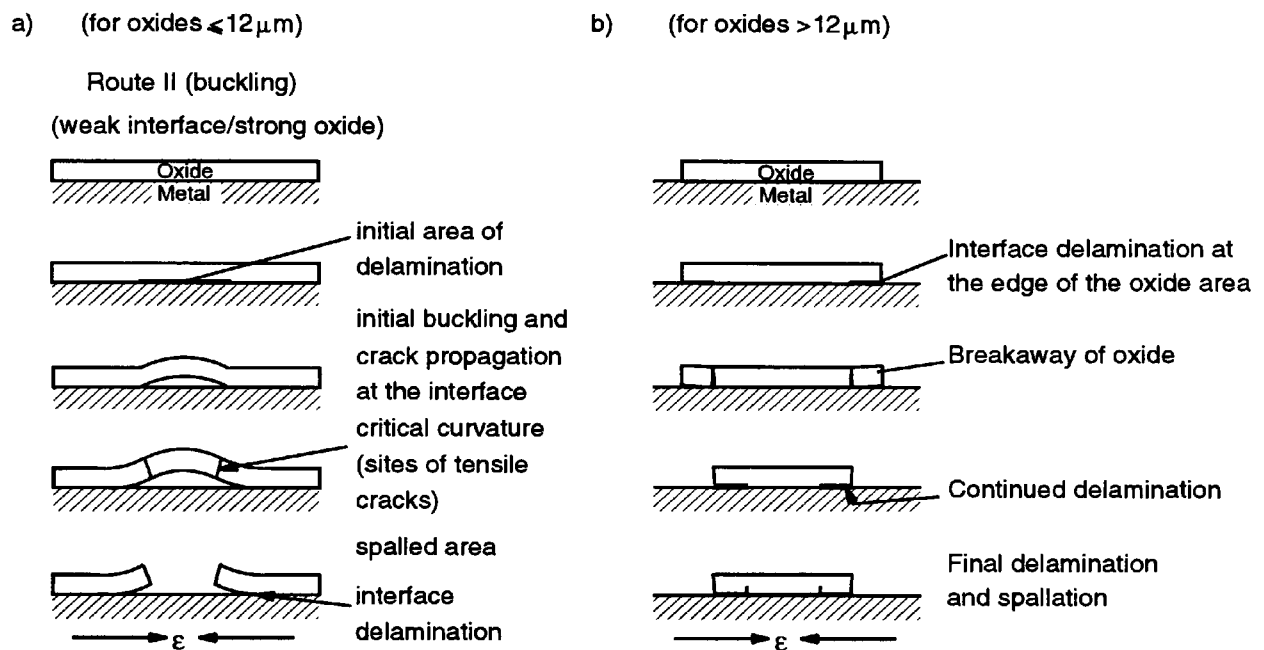 a) (for oxides ⩽12μm)
Route II (buckling)
(weak interface/strong oxide)
Oxide
Metal
initial area of
delamination
initial buckling and
crack propagation
at the interface
critical curvature
(sites of tensile
cracks)
spalled area
interface
delamination
ε
b) (for oxides >12μm)
Oxide
Metal
Interface delamination at
the edge of the oxide area
Breakaway of oxide
Continued delamination
Final delamination
and spallation
ε